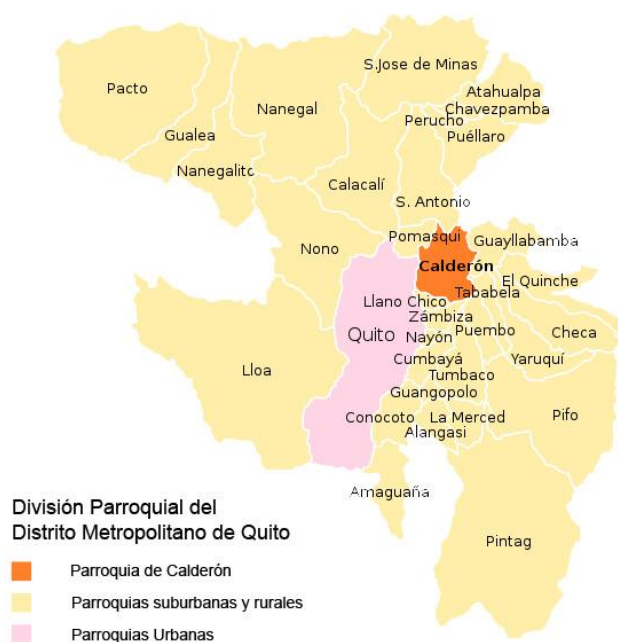 S.Jose de Minas
Pacto
Nanegal
Atahualpa
Chavezpamba
Perucho
Puéllaro
Gualea
Nanegalito
Calacalí
S. Antonio
Pomasqui
Guayllabamba
Nono
Calderón
El Quinche
Tababela
Llano Chico
Zámbiza
Puembo
Checa
Quito
Nayón
Cumbayá
Yaruquí
Lloa
Tumbaco
Guangopolo
Conocoto
La Merced
Pifo
Alangasi
Amaguaña
Pintag
División Parroquial del
Distrito Metropolitano de Quito
Parroquia de Calderón
Parroquias suburbanas y rurales
Parroquias Urbanas